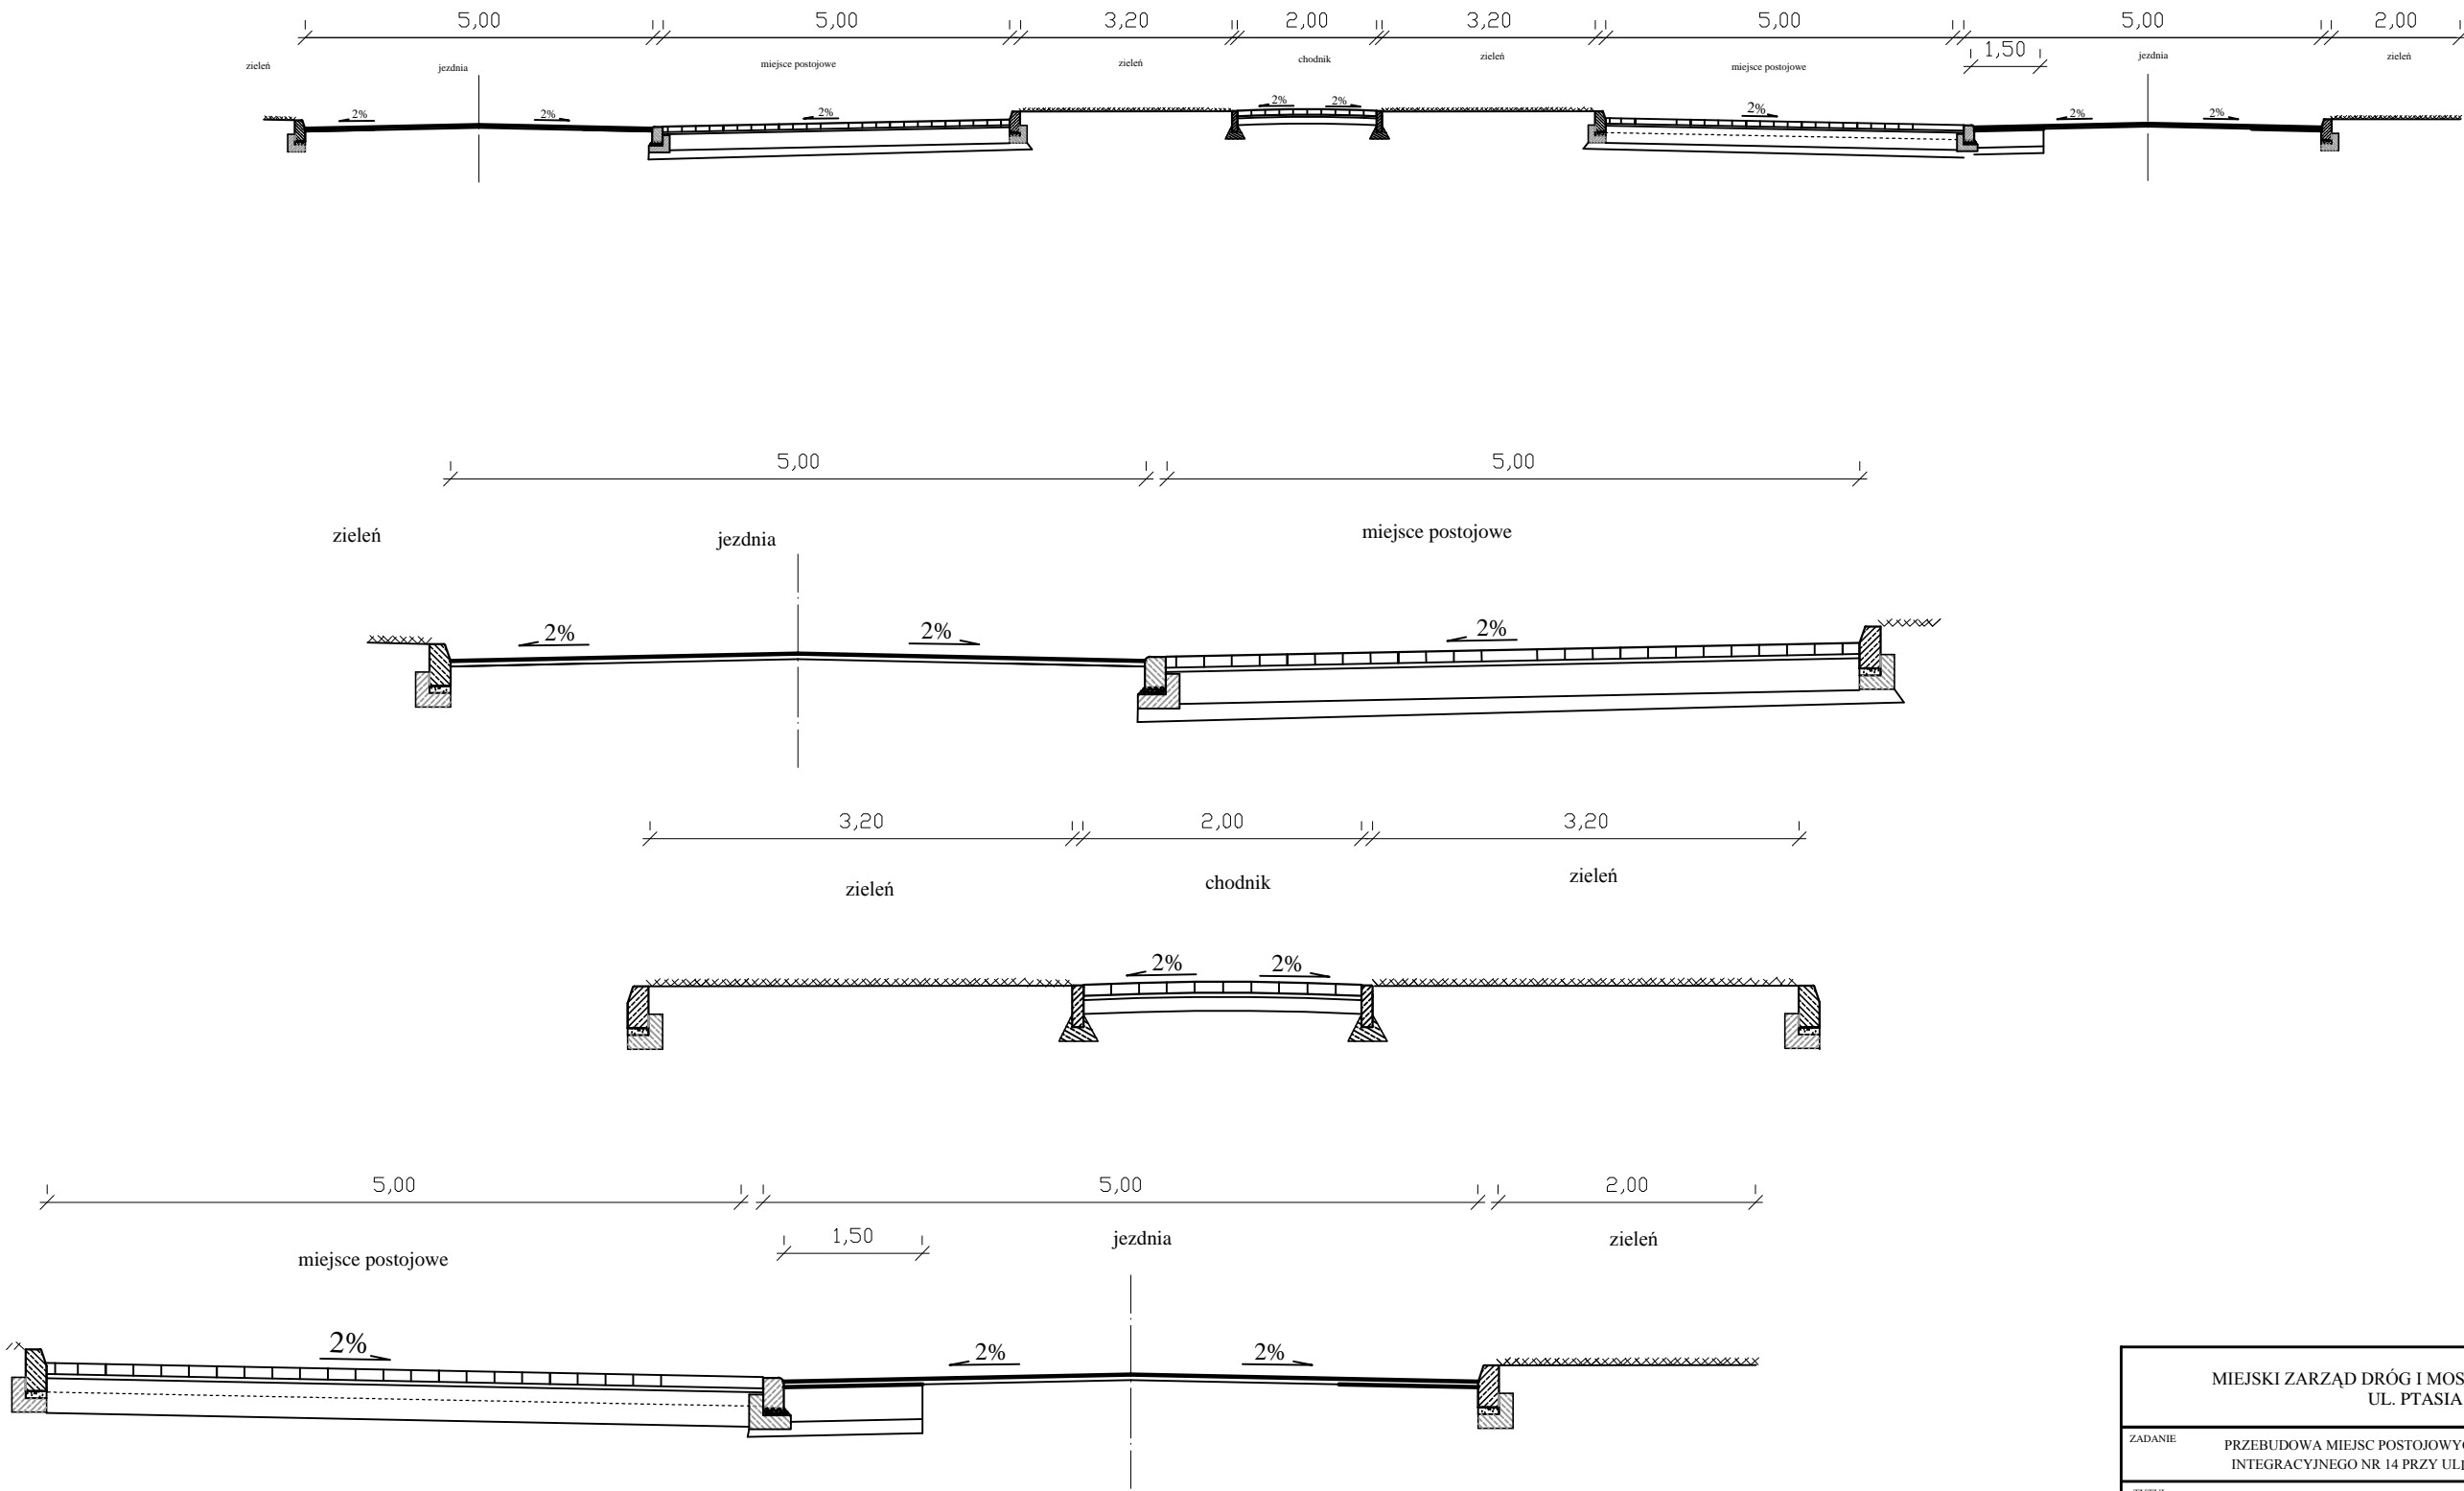 5,00 5,00 3,20 2,00 3,20 5,00 5,00 2,00
1,50
zieleń jezdnia miejsce postojowe zieleń chodnik zieleń miejsce postojowe jezdnia zieleń
2% 2% 2% 2% 2% 2% 2% 2%
5,00 5,00
zieleń jezdnia miejsce postojowe
2% 2% 2%
3,20 2,00 3,20
zieleń chodnik zieleń
2% 2%
5,00 5,00 2,00
1,50
miejsce postojowe jezdnia zieleń
2% 2% 2%
MIEJSKI ZARZĄD DRÓG I MOS
UL. PTASIA
ZADANIE
PRZEBUDOWA MIEJSC POSTOJOWY
INTEGRACYJNEGO NR 14 PRZY UL